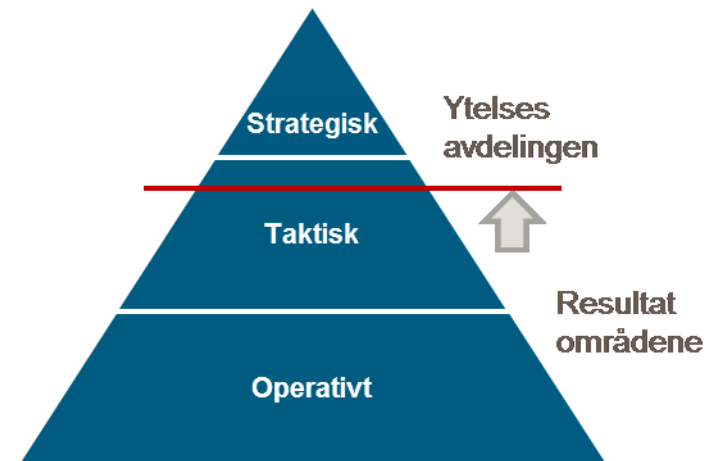 Strategisk
Ytelses
avdelingen
Taktisk
Resultat
områdene
Operativt